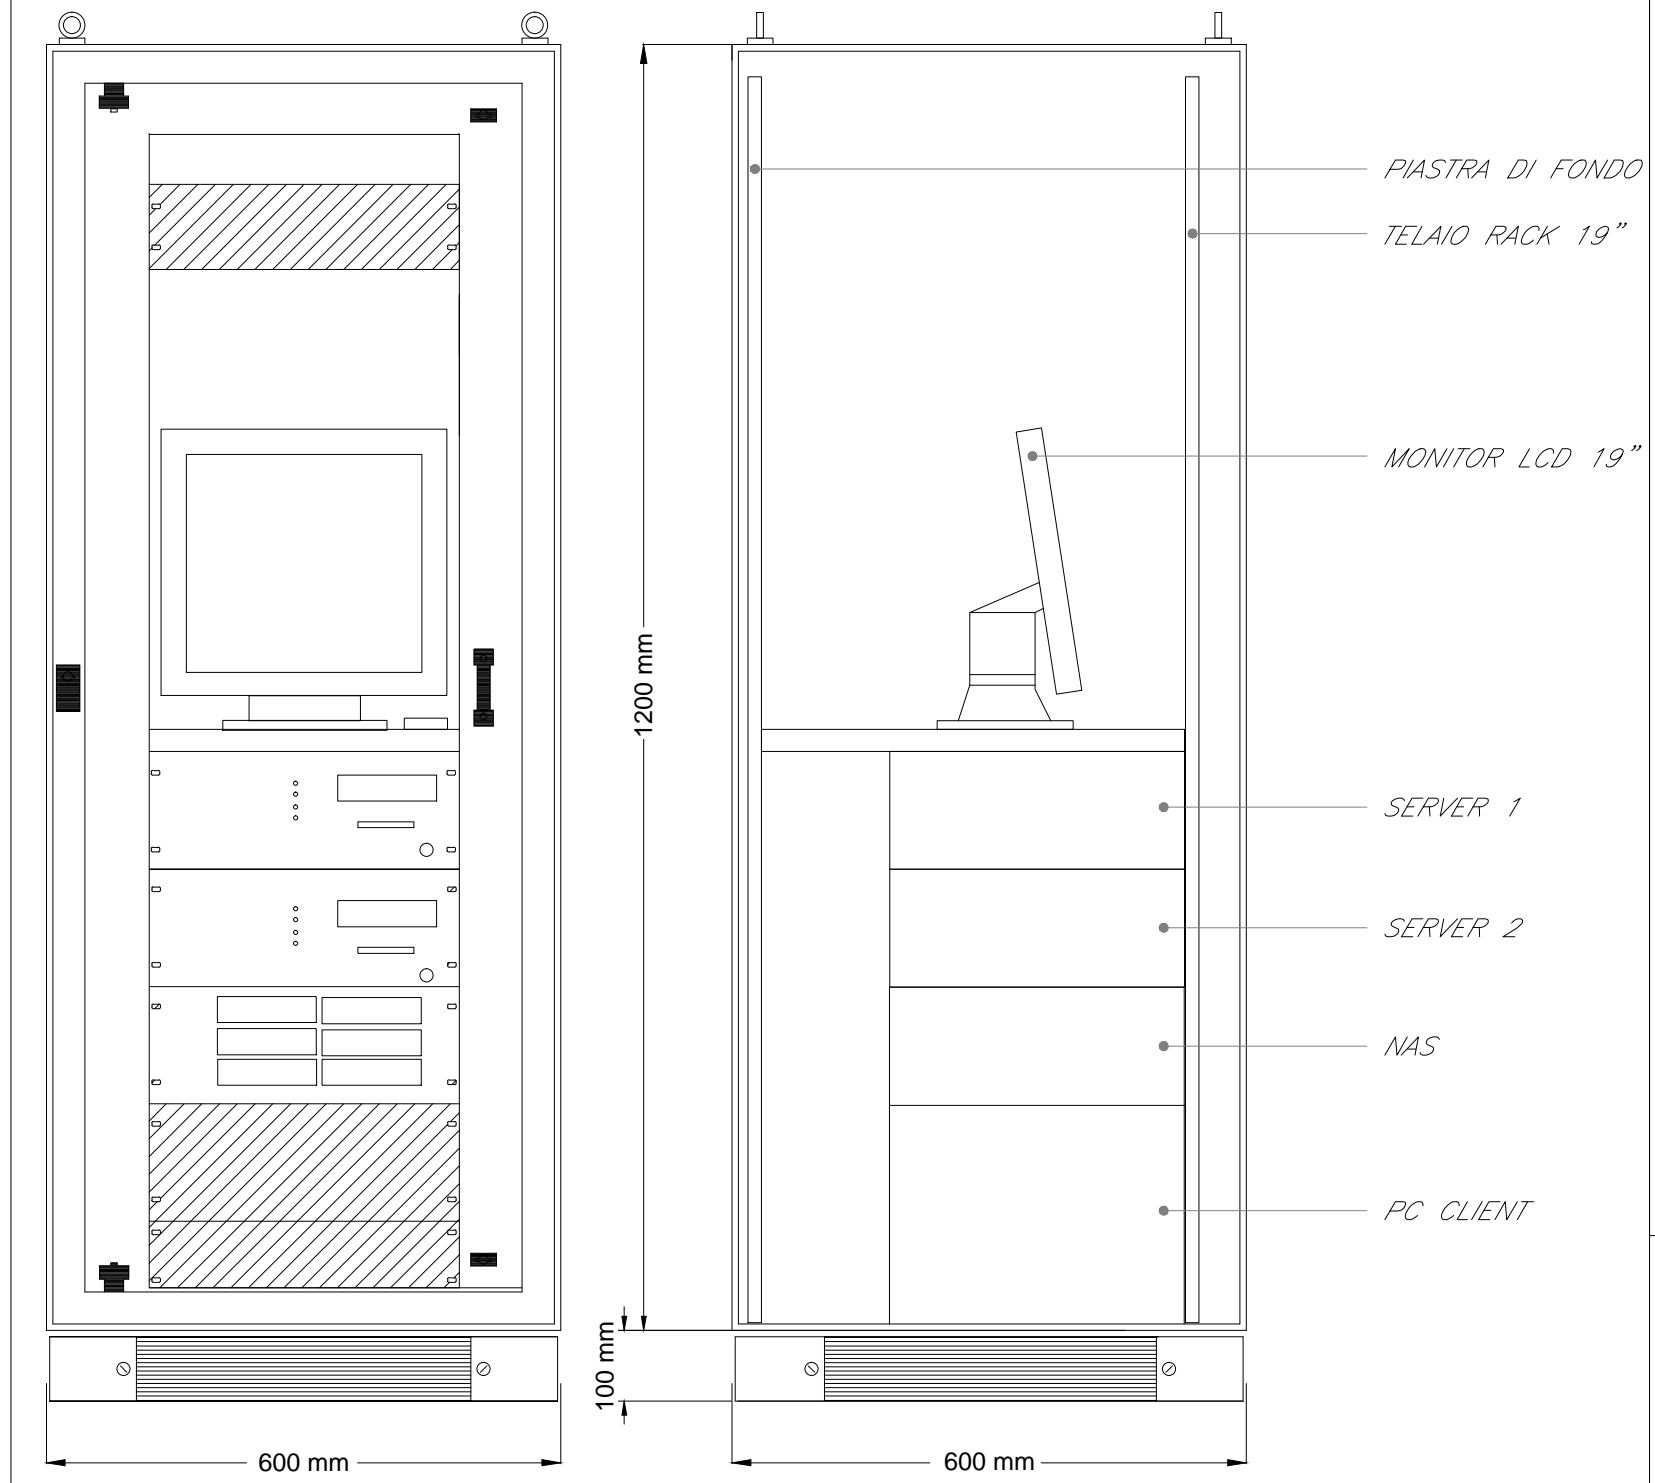 PIASTRA DI FONDO
TELAIO RACK 19”
MONITOR LCD 19”
1200 mm
SERVER 1
SERVER 2
NAS
PC CLIENT
100 mm
600 mm
600 mm